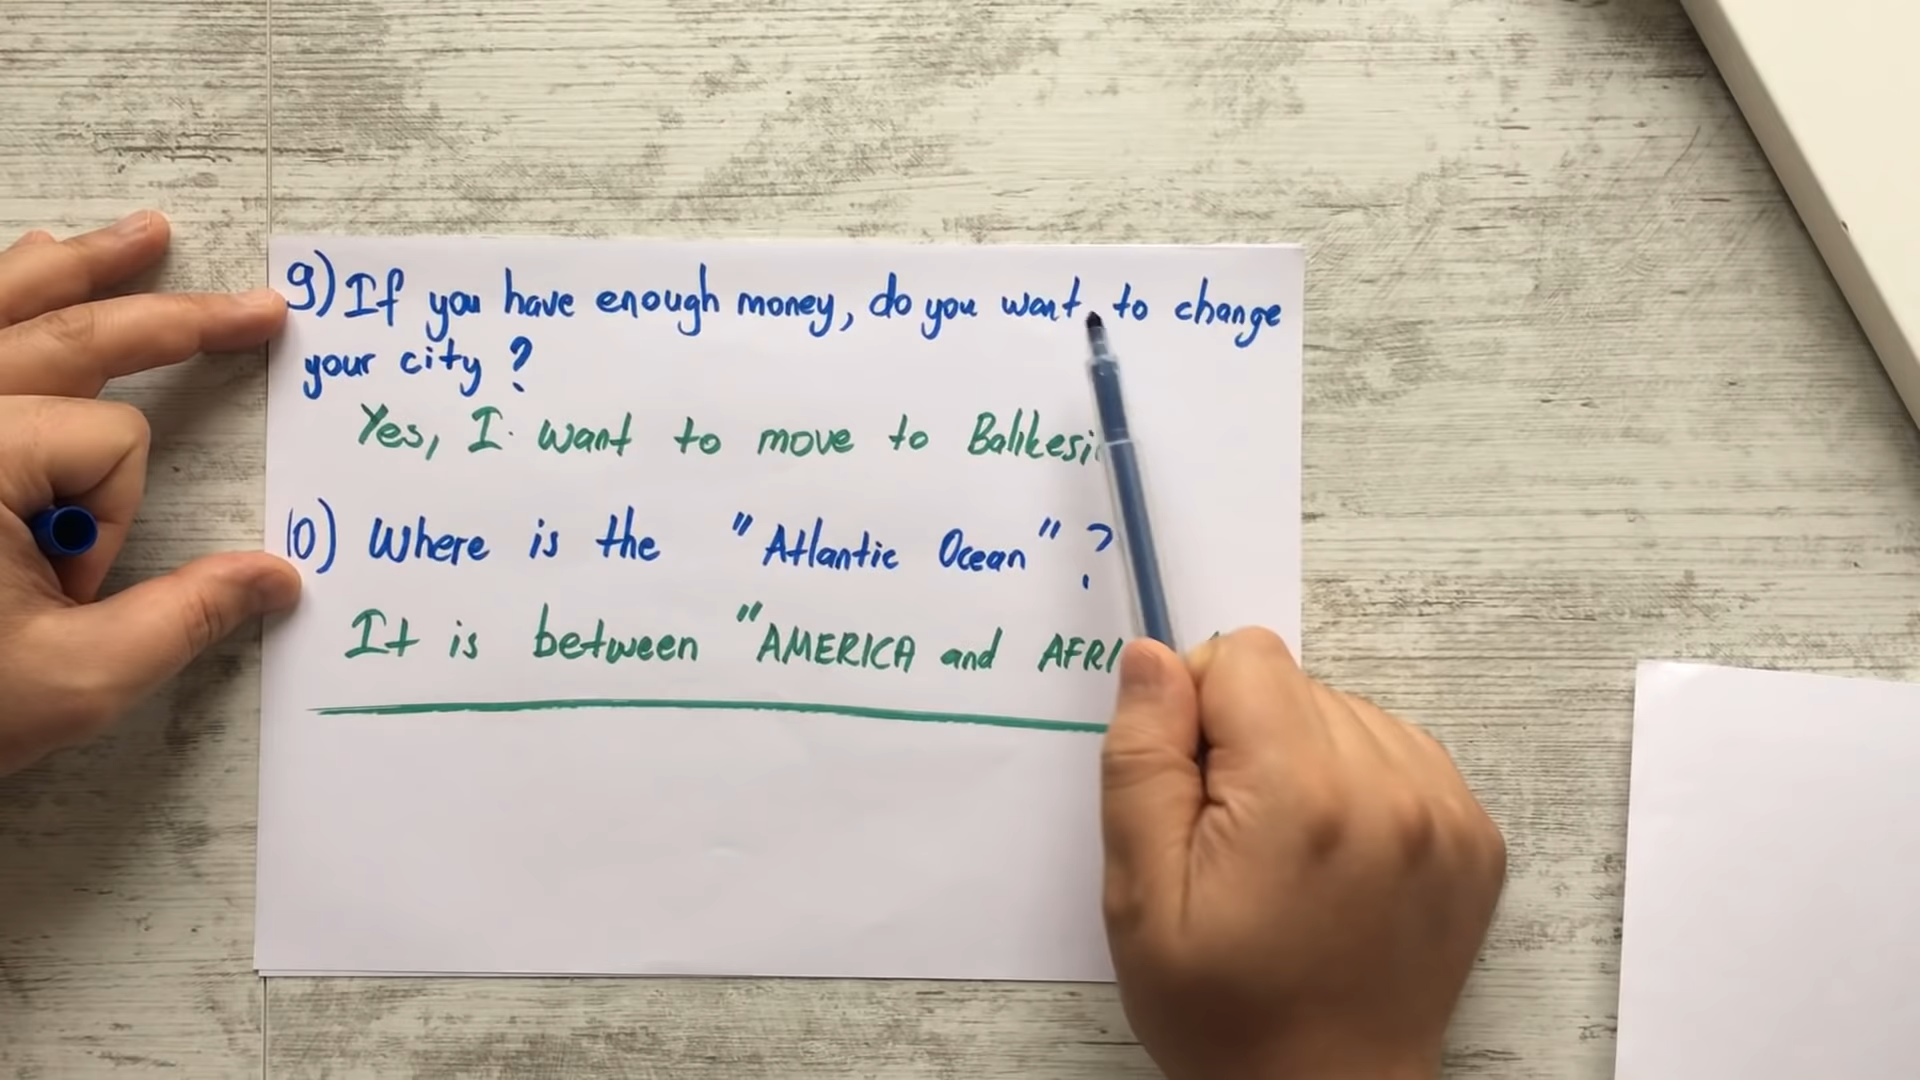 9) If you have enough money, do you want to change
your city ?
Yes, I want to move to
10) Where is the "Atlantic Ocean" ?
It is between "AMERICA and